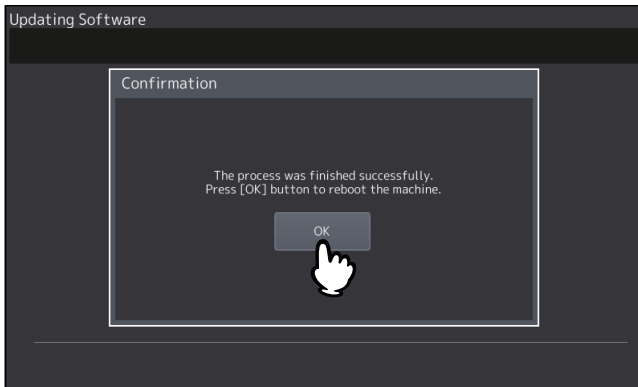 Updating Software
Confirmation
The process was finished successfully.
Press [OK] button to reboot the machine.
OK